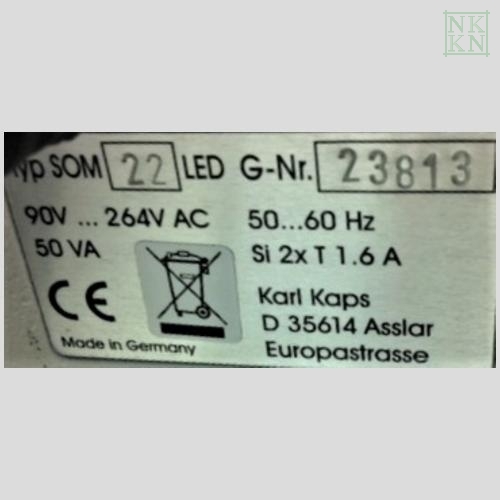 Typ SOM 22 LED G-Nr. 23813
90V ... 264V AC 50...60 Hz
50 VA Si 2x T 1.6 A
CE Karl Kaps
D 35614 Asslar
Made in Germany Europastrasse
NK
KN